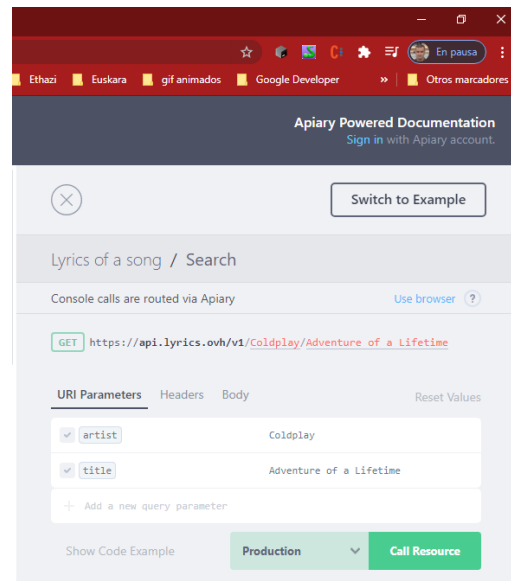 En pausa
Ethazi Euskara gif animados Google Developer » Otros marcadores
Apiary Powered Documentation
Sign in with Apiary account.
Switch to Example
Lyrics of a song / Search
Console calls are routed via Apiary Use browser ?
GET https://api.lyrics.ovh/v1/Coldplay/Adventure of a Lifetime
URI Parameters Headers Body Reset Values
artist Coldplay
title Adventure of a Lifetime
+ Add a new query parameter
Show Code Example Production Call Resource